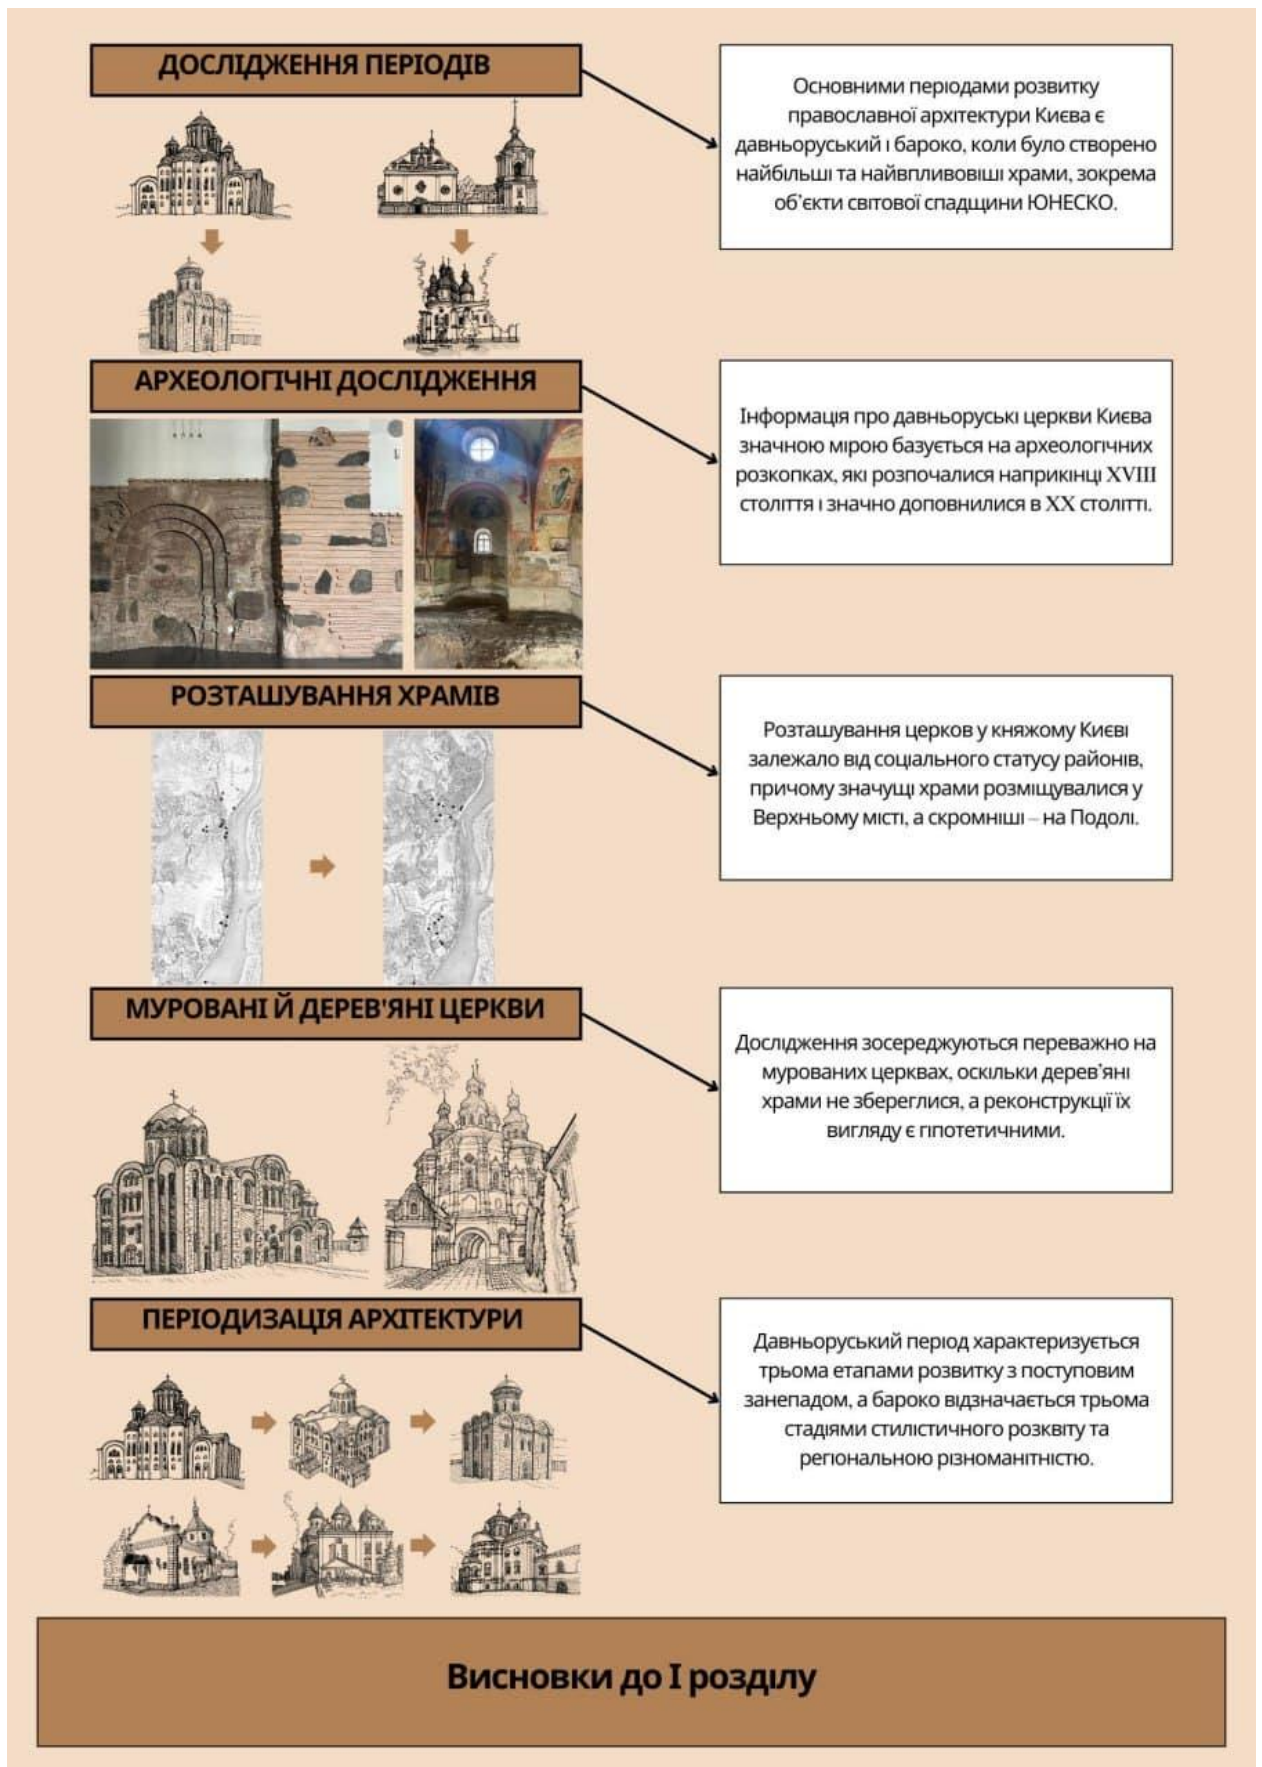 ДОСЛІДЖЕННЯ ПЕРІОДІВ
Основними періодами розвитку
православної архітектури Києва є
давньоруський і бароко, коли було створено
найбільші та найвпливовіші храми, зокрема
об’єкти світової спадщини ЮНЕСКО.
АРХЕОЛОГІЧНІ ДОСЛІДЖЕННЯ
Інформація про давньоруські церкви Києва
значною мірою базується на археологічних
розкопках, які розпочалися наприкінці XVIII
століття і значно доповнилися в XX столітті.
РОЗТАШУВАННЯ ХРАМІВ
Розташування церков у княжому Києві
залежало від соціального статусу районів,
причому значущі храми розміщувалися у
Верхньому місті, а скромніші – на Подолі.
МУРОВАНІ Й ДЕРЕВ'ЯНІ ЦЕРКВИ
Дослідження зосереджуються переважно на
мурованих церквах, оскільки дерев’яні
храми не збереглися, а реконструкції їх
вигляду є гіпотетичними.
ПЕРІОДИЗАЦІЯ АРХІТЕКТУРИ
Давньоруський період характеризується
трьома етапами розвитку з поступовим
занепадом, а бароко відзначається трьома
стадіями стилістичного розквіту та
регіональною різноманітністю.
Висновки до І розділу